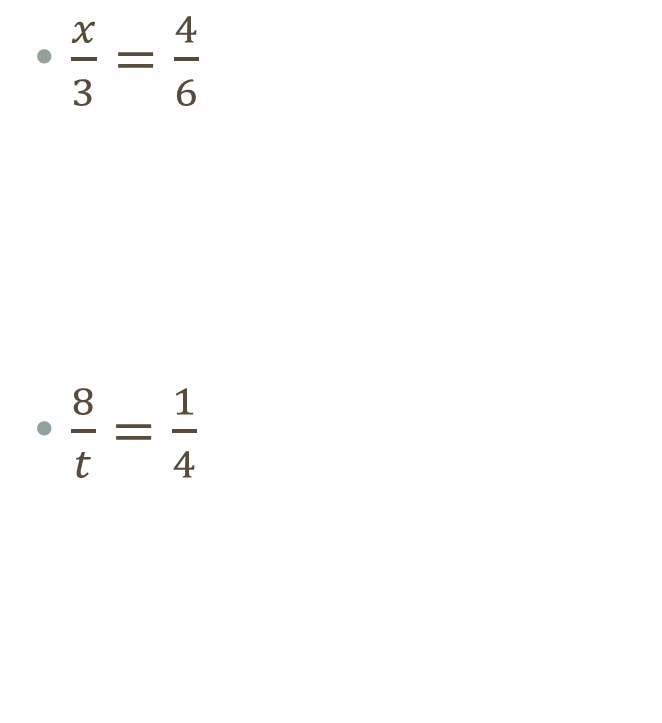 • x/3 = 4/6
• 8/t = 1/4